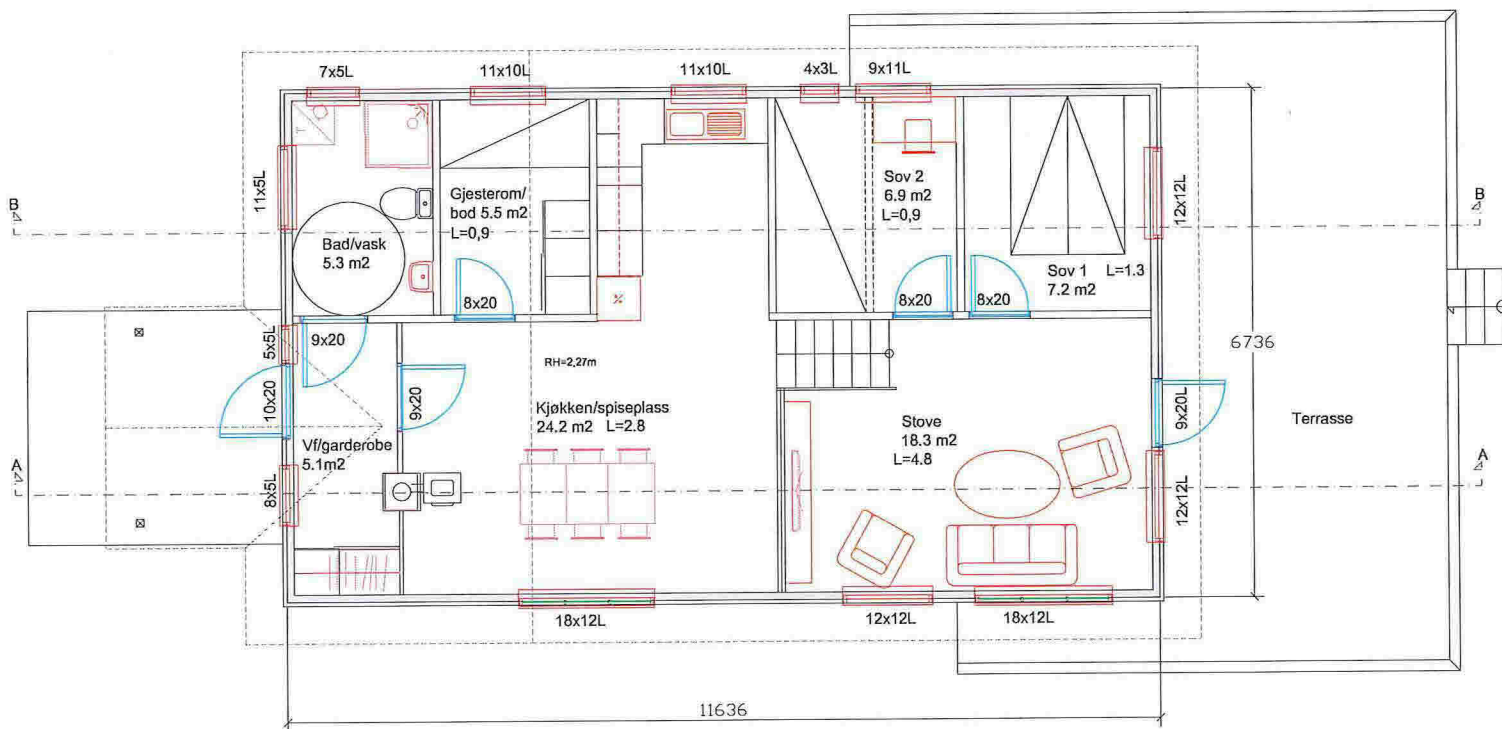 7x5L
11x10L
11x10L
4x3L
9x11L
11x5L
T
Gjesterom/
bod 5.5 m2
L=0,9
Sov 2
6.9 m2
L=0,9
12x12L
B
B
Bad/vask
5.3 m2
Sov 1 L=1.3
7.2 m2
8x20
8x20
8x20
5x5L
9x20
RH=2,27m
6736
10x20
9x20
Kjøkken/spiseplass
24.2 m2 L=2.8
Stove
18.3 m2
L=4.8
9x20L
Terrasse
Vf/garderobe
5.1m2
A
A
8x5L
12x12L
18x12L
12x12L
18x12L
11636